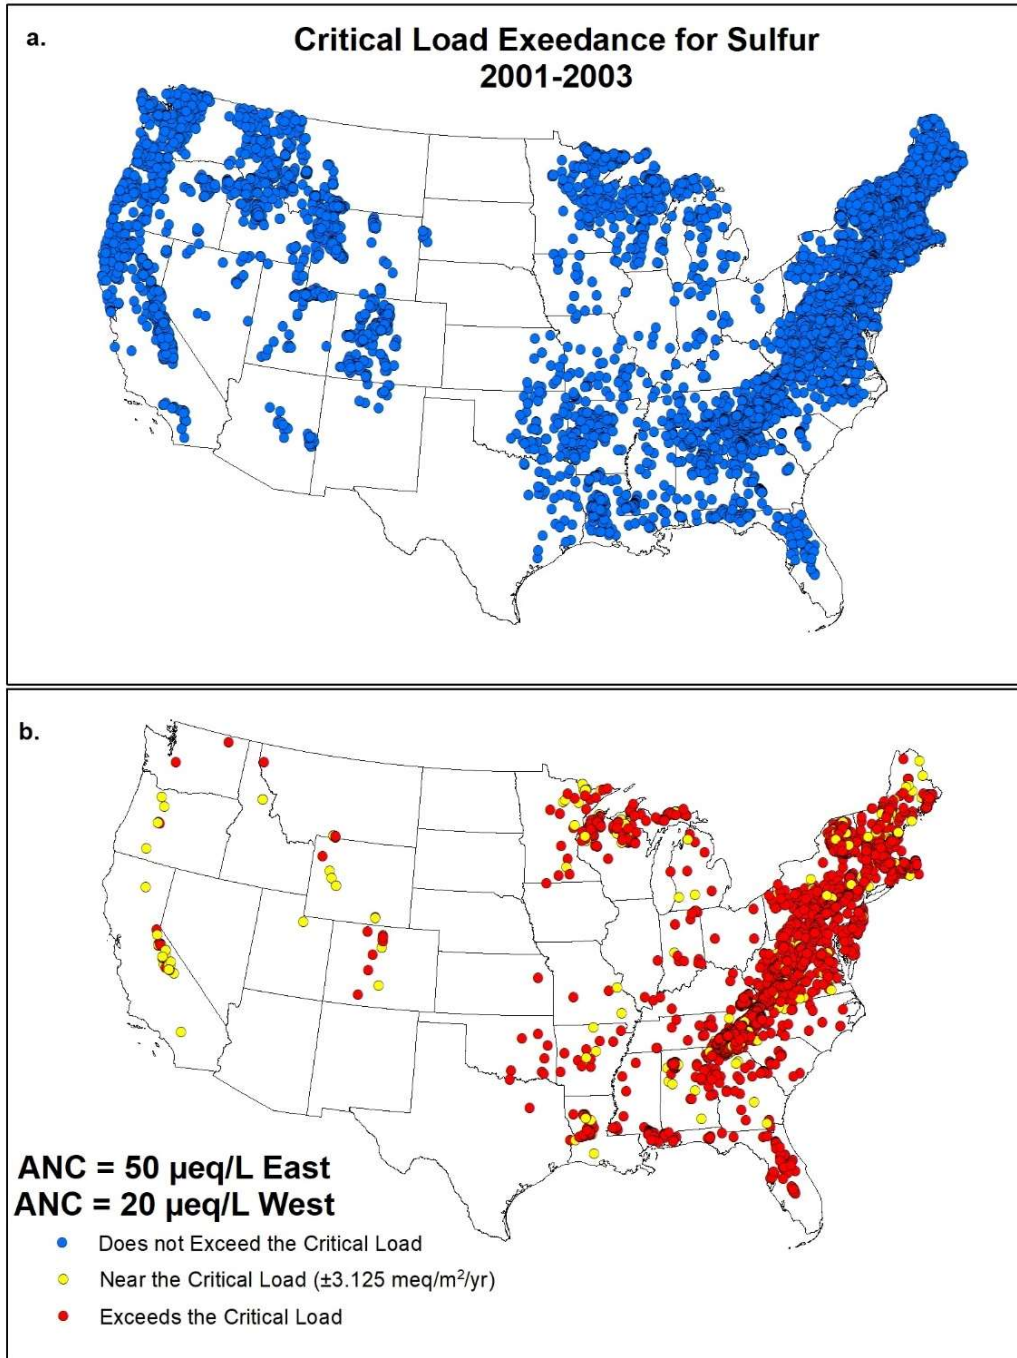 a.
Critical Load Exeedance for Sulfur
2001-2003
b.
ANC = 50 µeq/L East
ANC = 20 µeq/L West
Does not Exceed the Critical Load
Near the Critical Load (±3.125 meq/m²/yr)
Exceeds the Critical Load